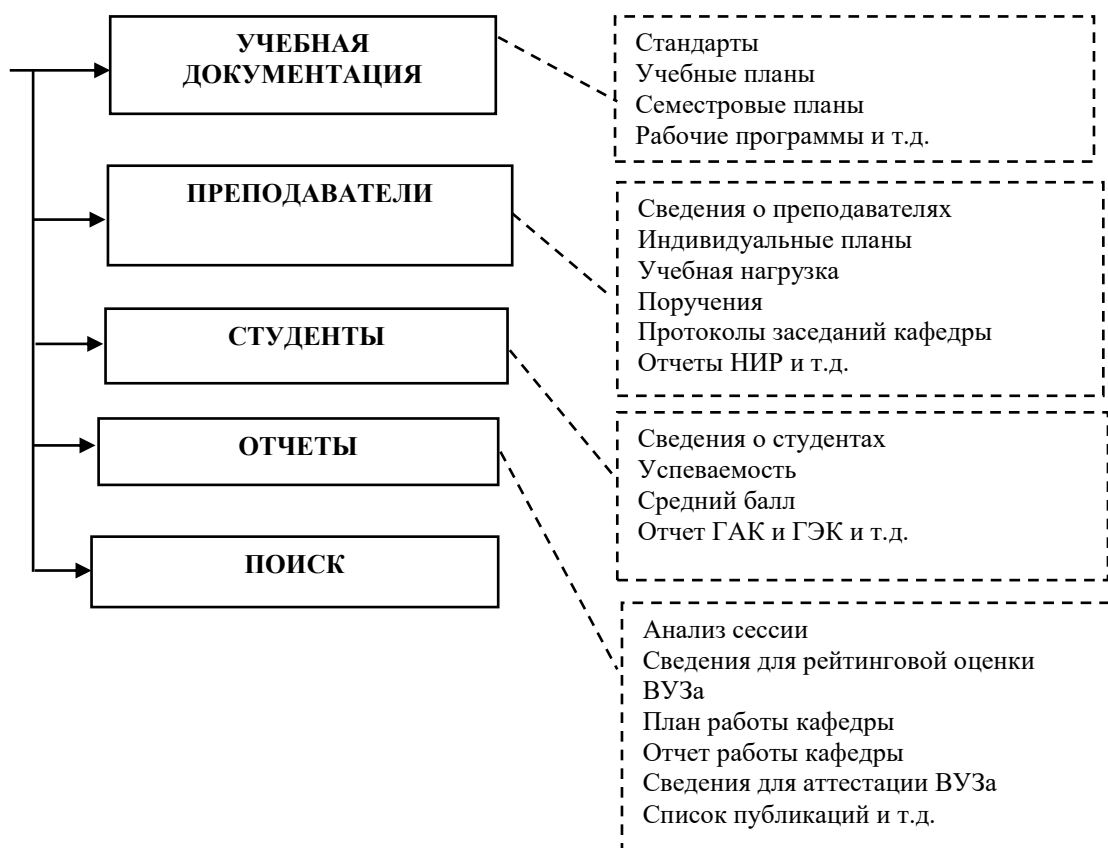 УЧЕБНАЯ
ДОКУМЕНТАЦИЯ
Стандарты
Учебные планы
Семестровые планы
Рабочие программы и т.д.
ПРЕПОДАВАТЕЛИ
Сведения о преподавателях
Индивидуальные планы
Учебная нагрузка
Поручения
Протоколы заседаний кафедры
Отчеты НИР и т.д.
СТУДЕНТЫ
Сведения о студентах
Успеваемость
Средний балл
Отчет ГАК и ГЭК и т.д.
ОТЧЕТЫ
Анализ сессии
Сведения для рейтинговой оценки
ВУЗа
План работы кафедры
Отчет работы кафедры
Сведения для аттестации ВУЗа
Список публикаций и т.д.
ПОИСК